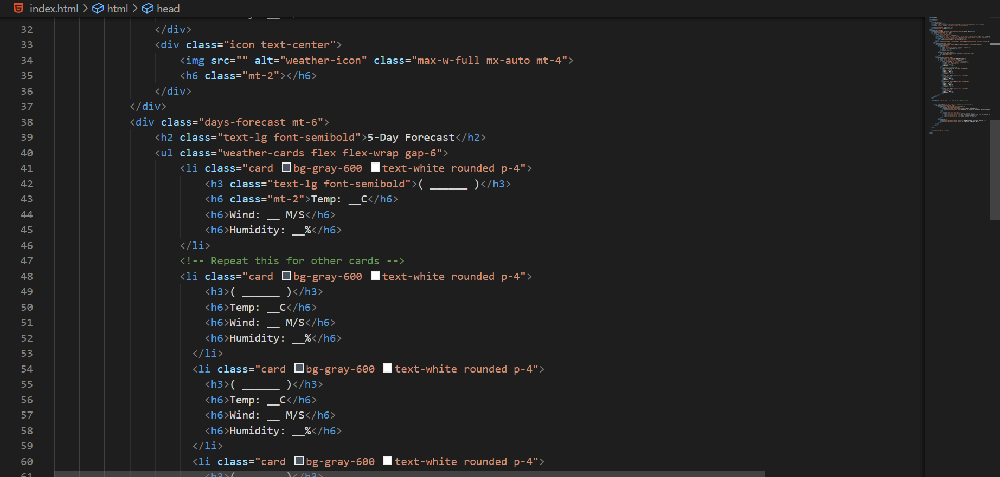 index.html > html > head
32 </div>
33 <div class="icon text-center">
34 <img src="" alt="weather-icon" class="max-w-full mx-auto mt-4">
35 <h6 class="mt-2"></h6>
36 </div>
37 </div>
38 <div class="days-forecast mt-6">
39 <h2 class="text-lg font-semibold">5-Day Forecast</h2>
40 <ul class="weather-cards flex flex-wrap gap-6">
41 <li class="card bg-gray-600 text-white rounded p-4">
42 <h3 class="text-lg font-semibold">( ______ )</h3>
43 <h6 class="mt-2">Temp: __C</h6>
44 <h6>Wind: __ M/S</h6>
45 <h6>Humidity: __%</h6>
46 </li>
47 <!-- Repeat this for other cards -->
48 <li class="card bg-gray-600 text-white rounded p-4">
49 <h3>( ______ )</h3>
50 <h6>Temp: __C</h6>
51 <h6>Wind: __ M/S</h6>
52 <h6>Humidity: __%</h6>
53 </li>
54 <li class="card bg-gray-600 text-white rounded p-4">
55 <h3>( ______ )</h3>
56 <h6>Temp: __C</h6>
57 <h6>Wind: __ M/S</h6>
58 <h6>Humidity: __%</h6>
59 </li>
60 <li class="card bg-gray-600 text-white rounded p-4">
61 <h3>( ______ )</h3>